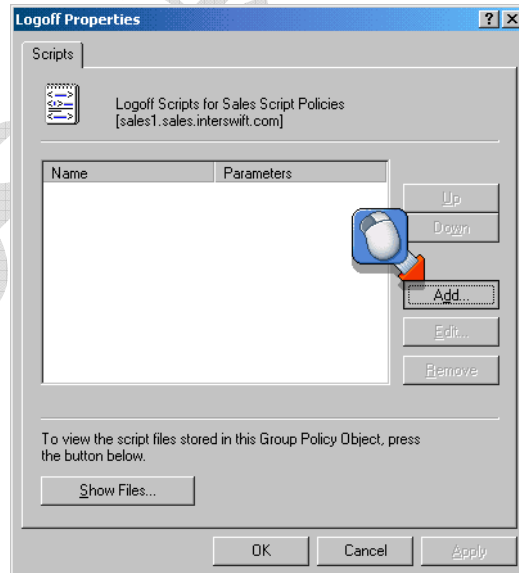 Logoff Properties
Scripts
Logoff Scripts for Sales Script Policies
[sales1.sales.interswift.com]
Name Parameters
Up
Down
Add...
Edit...
Remove
To view the script files stored in this Group Policy Object, press
the button below.
Show Files...
OK Cancel Apply